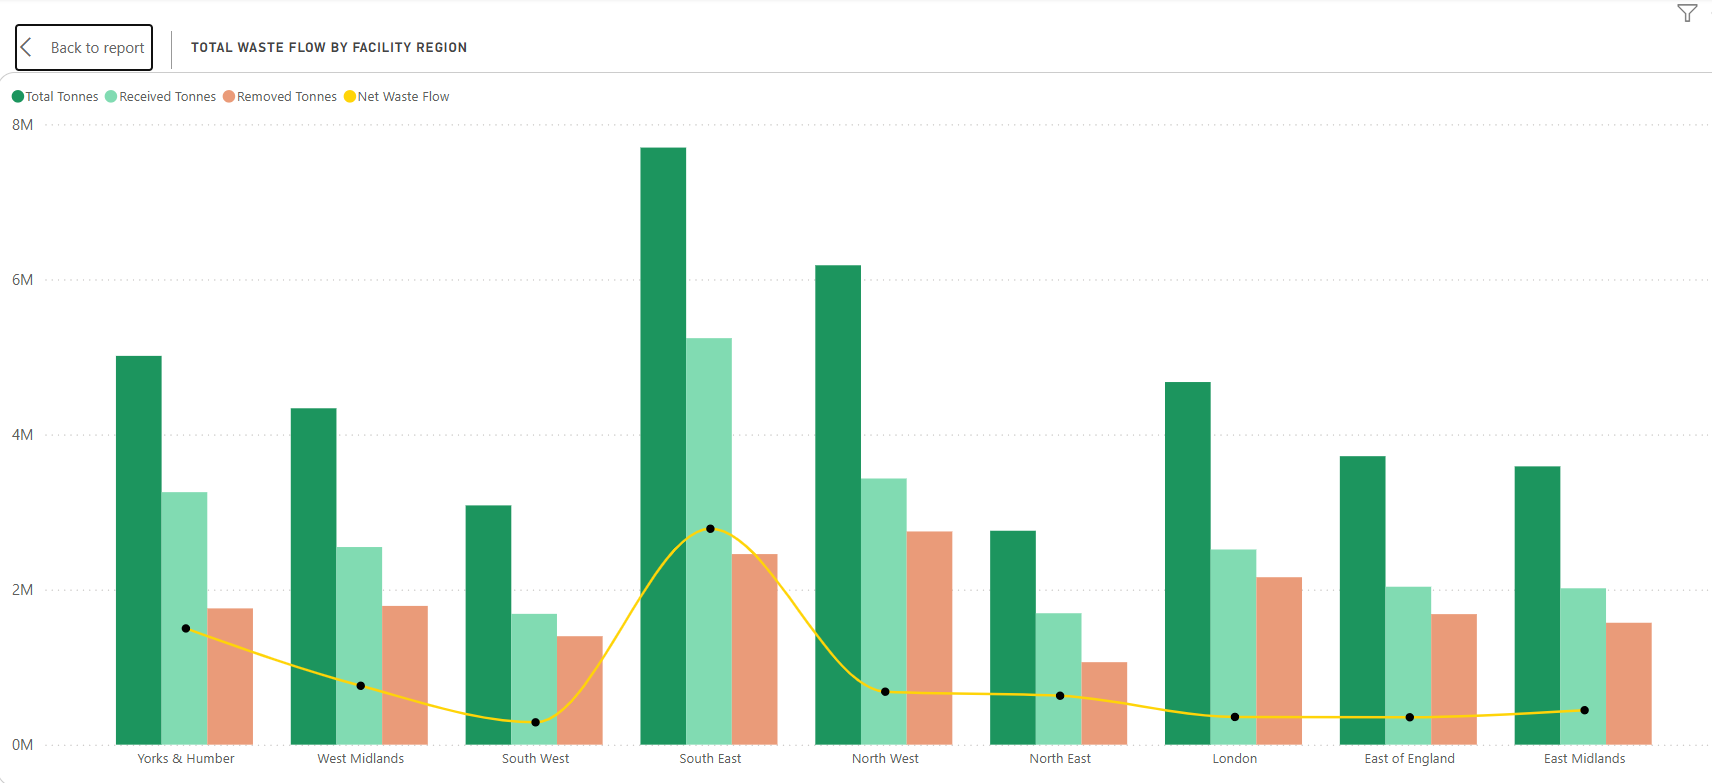 Back to report
TOTAL WASTE FLOW BY FACILITY REGION
Total Tonnes Received Tonnes Removed Tonnes Net Waste Flow
8M
6M
4M
2M
0M
Yorks & Humber West Midlands South West South East North West North East London East of England East Midlands